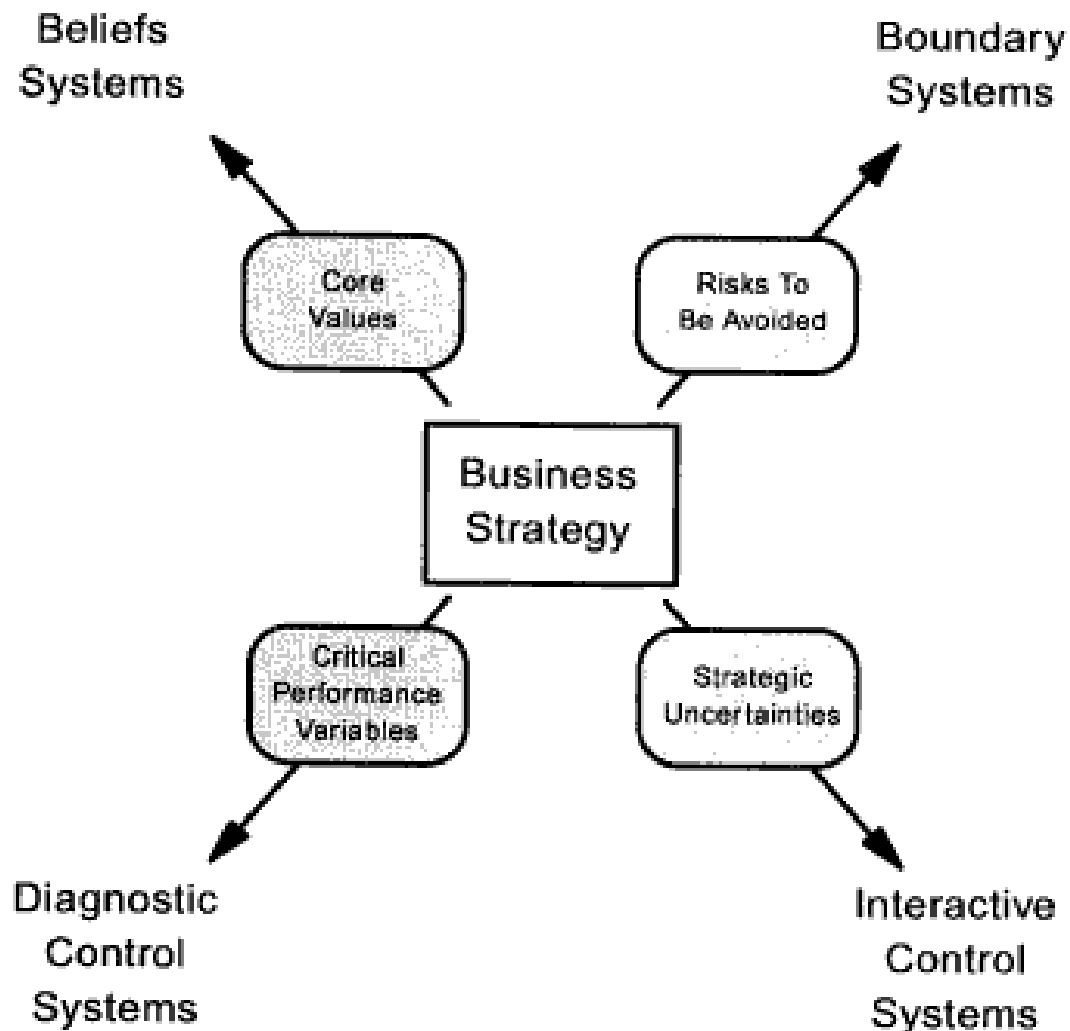 Beliefs
Systems
Boundary
Systems
Core
Values
Risks To
Be Avoided
Business
Strategy
Critical
Performance
Variables
Strategic
Uncertainties
Diagnostic
Control
Systems
Interactive
Control
Systems